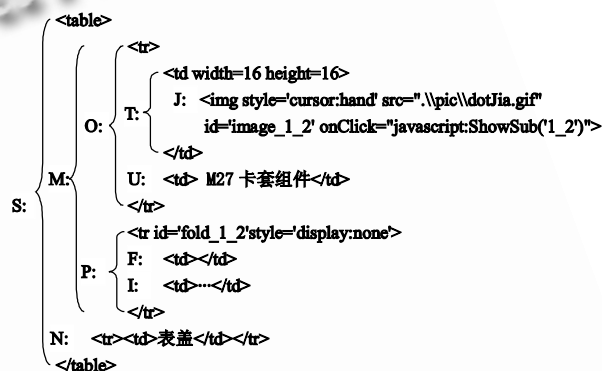 <table>
<tr>
<td width=16 height=16>
T:
J: <img style='cursor:hand' src=".\\pic\\dotJia.gif"
O:
id='image_1_2' onClick="javascript:ShowSub('1_2')">
</td>
M:
U: <td> M27 卡套组件</td>
S:
</tr>
<tr id='fold_1_2'style='display:none'>
F: <td></td>
P:
I: <td>…</td>
</tr>
N: <tr><td>表盖</td></tr>
</table>